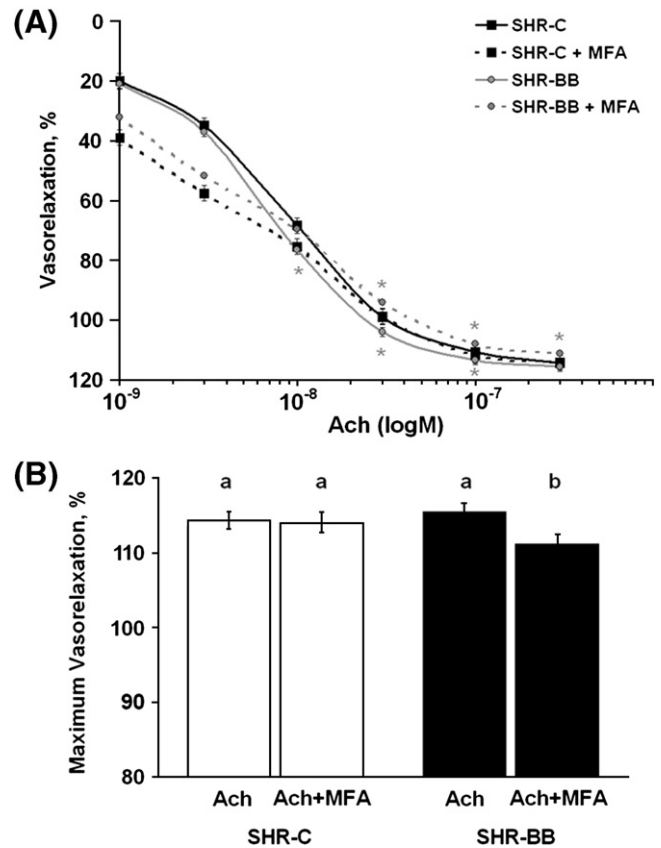 (A)
SHR-C
SHR-C + MFA
SHR-BB
SHR-BB + MFA
Vasorelaxation, %
0
20
40
60
80
100
120
*
*
*
*
*
*
10-9
10-8
10-7
Ach (logM)
(B)
Maximum Vasorelaxation, %
120
110
100
90
80
a
a
a
b
Ach
Ach+MFA
Ach
Ach+MFA
SHR-C
SHR-BB